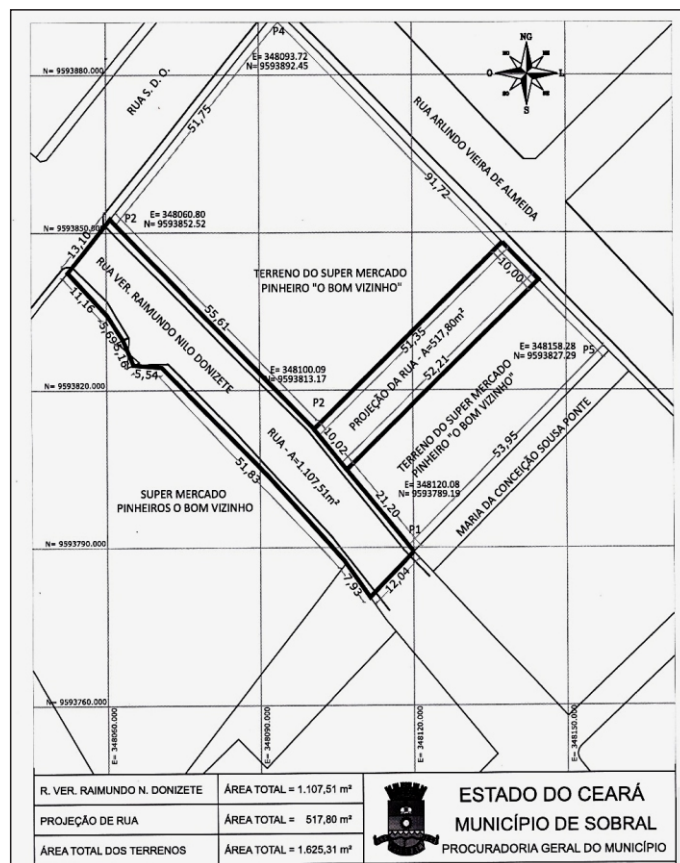 P4
E= 348093.72
N= 9593892.45
NG
O
L
S
N= 9593880.000
RUA S. D. O.
51,75
RUA ARLINDO VIEIRA DE ALMEIDA
91,72
P2
E= 348060.80
N= 9593852.52
N= 9593850.000
13,10
RUA VER. RAIMUNDO NILO DONIZETE
TERRENO DO SUPER MERCADO
PINHEIRO "O BOM VIZINHO"
10,00
11,16
5,69
5,16
5,54
55,61
51,35
PROJEÇÃO DA RUA - A=517,80m²
52,21
E= 348158.28
N= 9593827.29
P5
E= 348100.09
N= 9593813.17
N= 9593820.000
P2
10,02
TERRENO DO SUPER MERCADO
PINHEIRO "O BOM VIZINHO"
53,95
MARIA DA CONCEIÇÃO SOUSA PONTE
RUA - A=1.107,51m²
E= 348120.08
N= 9593789.19
21,20
P1
51,83
SUPER MERCADO
PINHEIROS O BOM VIZINHO
N= 9593790.000
7,93
12,04
N= 9593760.000
E= 348060.000
E= 348090.000
E= 348120.000
E= 348150.000
R. VER. RAIMUNDO N. DONIZETE ÁREA TOTAL = 1.107,51 m²
PROJEÇÃO DE RUA ÁREA TOTAL = 517,80 m²
ÁREA TOTAL DOS TERRENOS ÁREA TOTAL = 1.625,31 m²
ESTADO DO CEARÁ
MUNICÍPIO DE SOBRAL
PROCURADORIA GERAL DO MUNICÍPIO